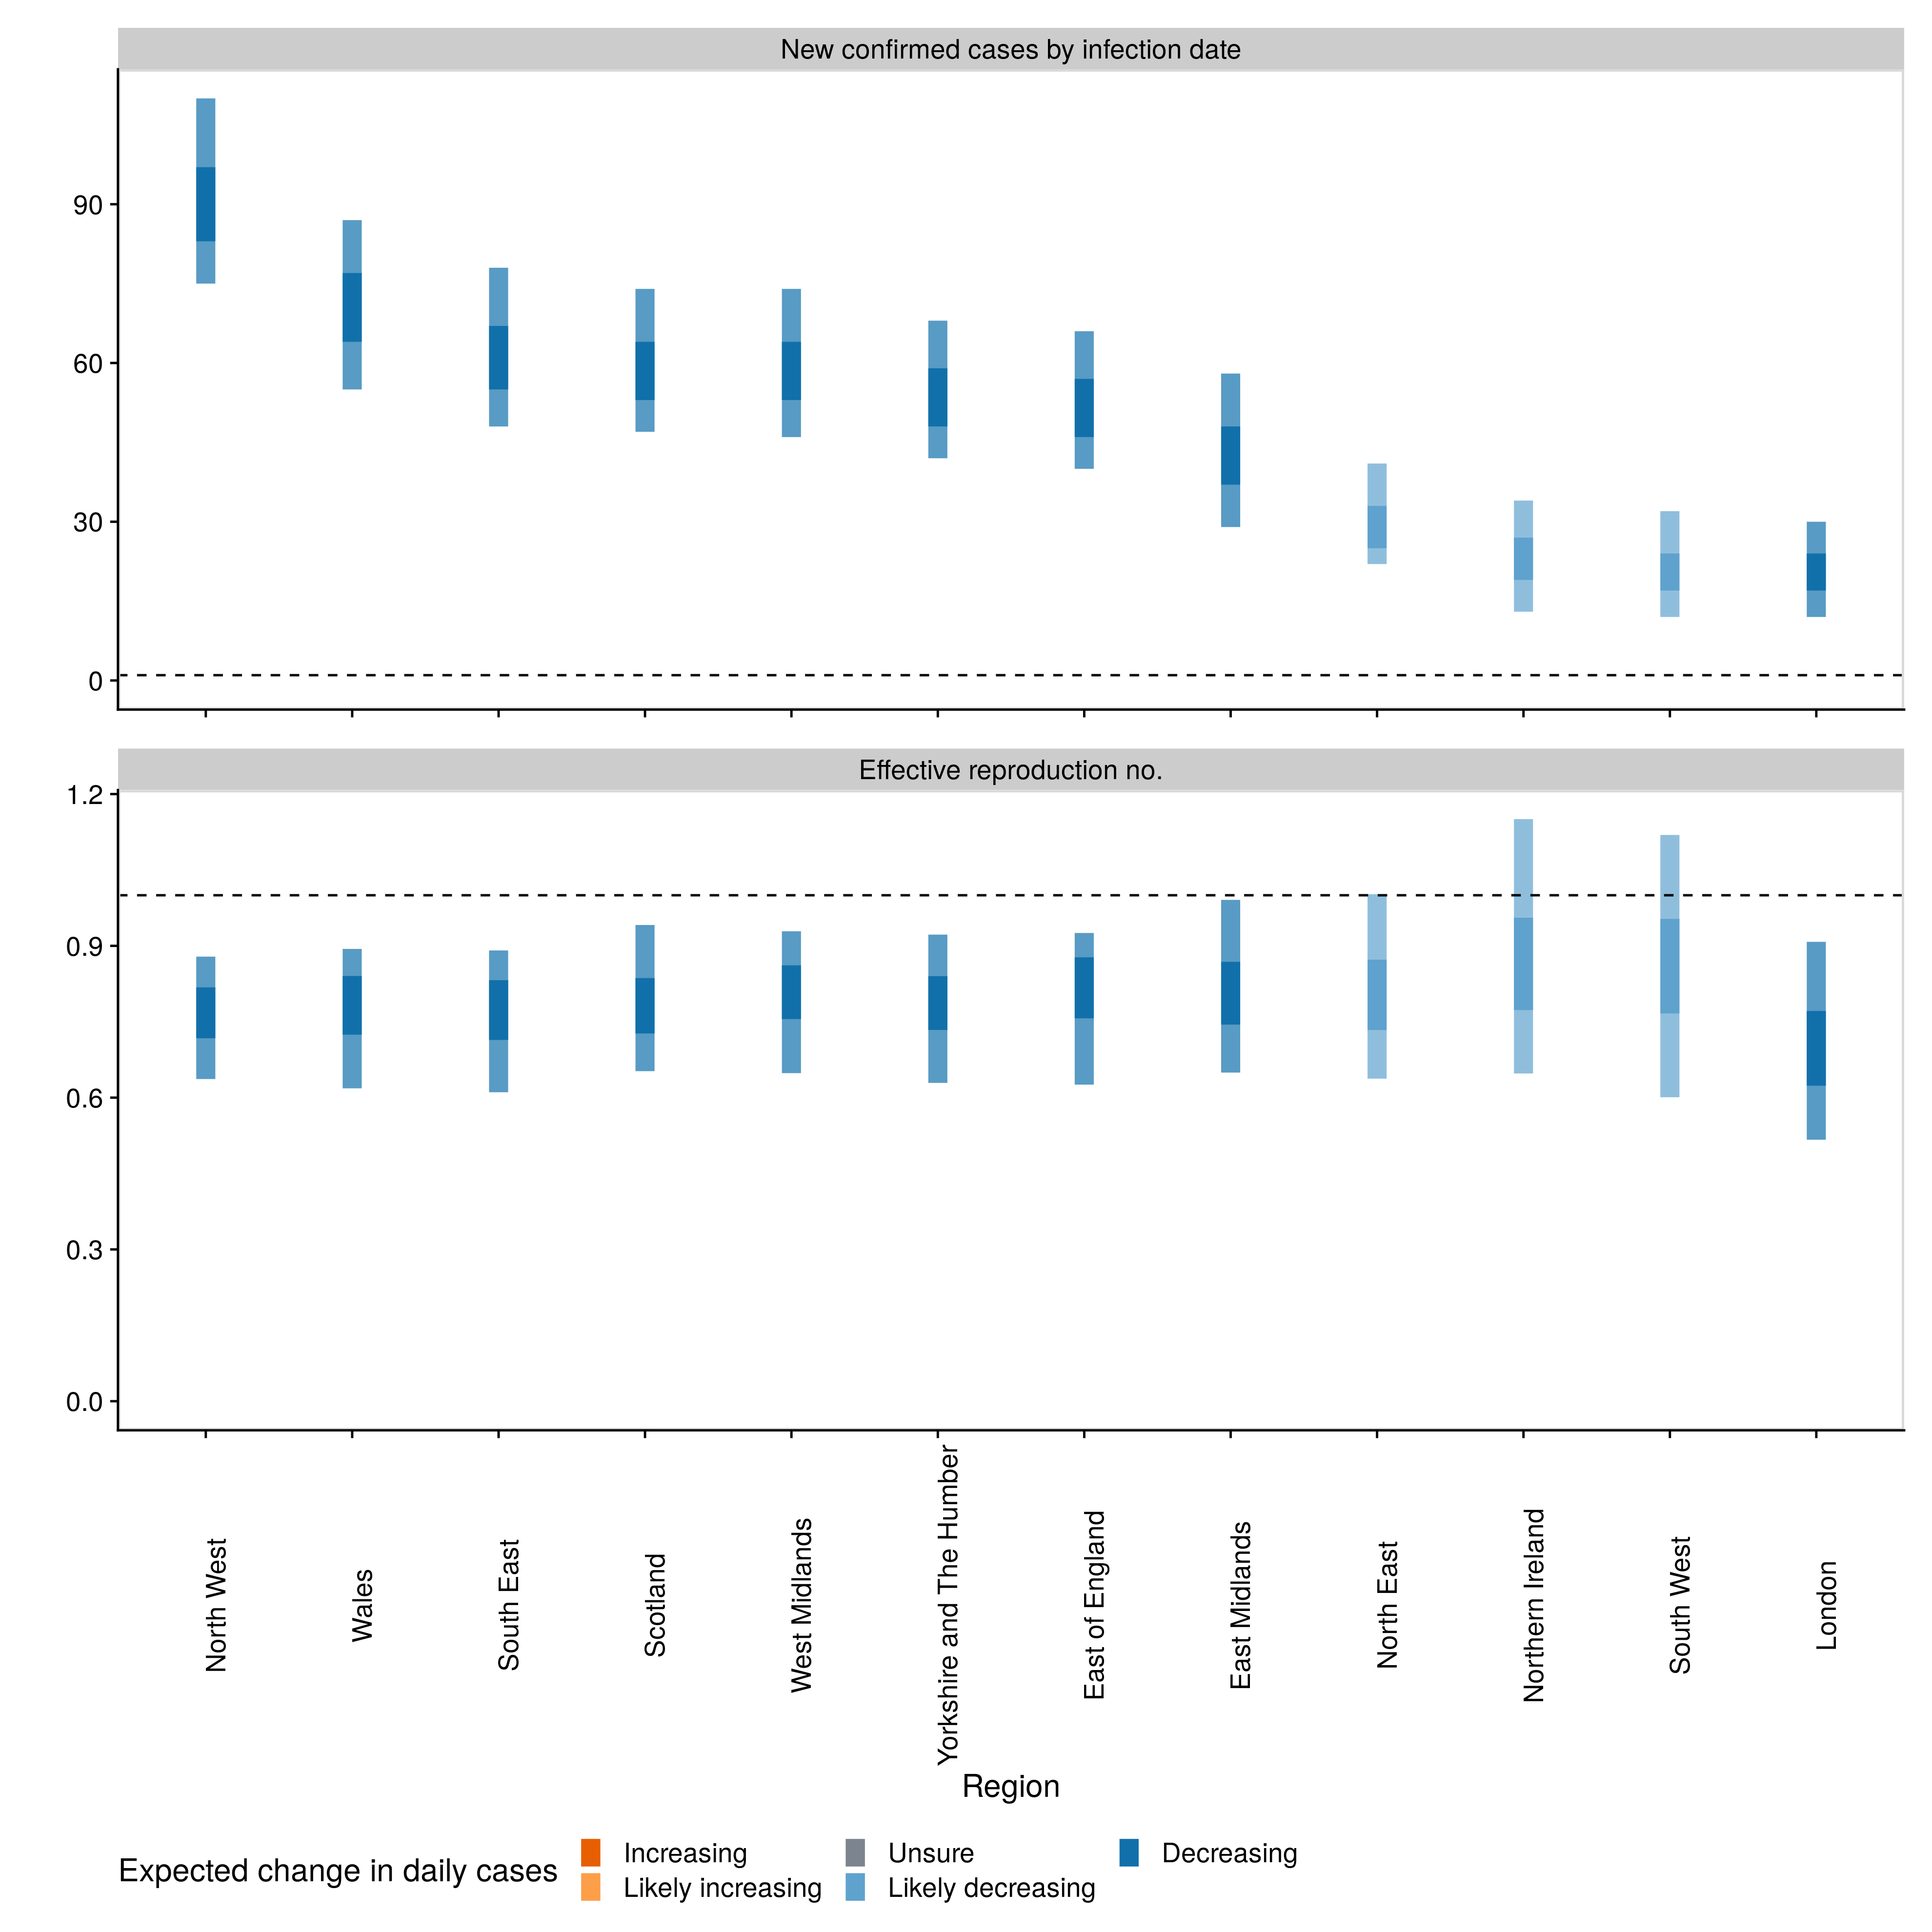 New confirmed cases by infection date
90
60
30
0
Effective reproduction no.
1.2
0.9
0.6
0.3
0.0
North West
Wales
South East
Scotland
West Midlands
Yorkshire and The Humber
East of England
East Midlands
North East
Northern Ireland
South West
London
Region
Expected change in daily cases
Increasing
Unsure
Decreasing
Likely increasing
Likely decreasing